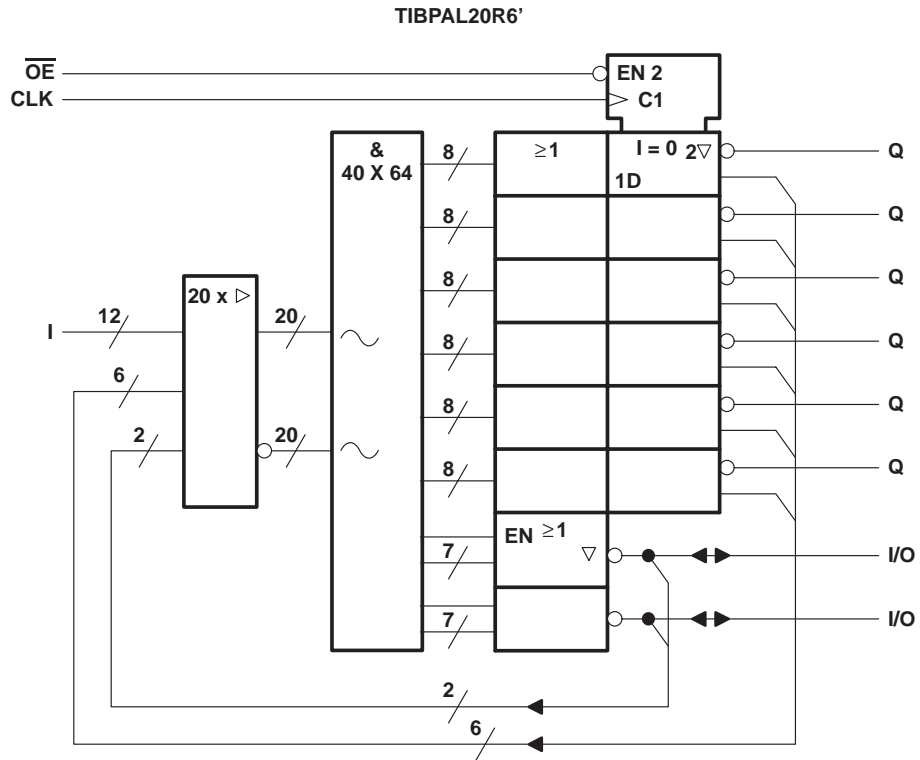 TIBPAL20R6'
OE
EN 2
CLK
C1
&
40 X 64
8
≥1
I = 0 2▽
1D
Q
8
Q
8
Q
20 x ▷
I
12
20
8
Q
6
8
Q
2
20
8
Q
EN ≥1
▽
7
I/O
7
I/O
2
6